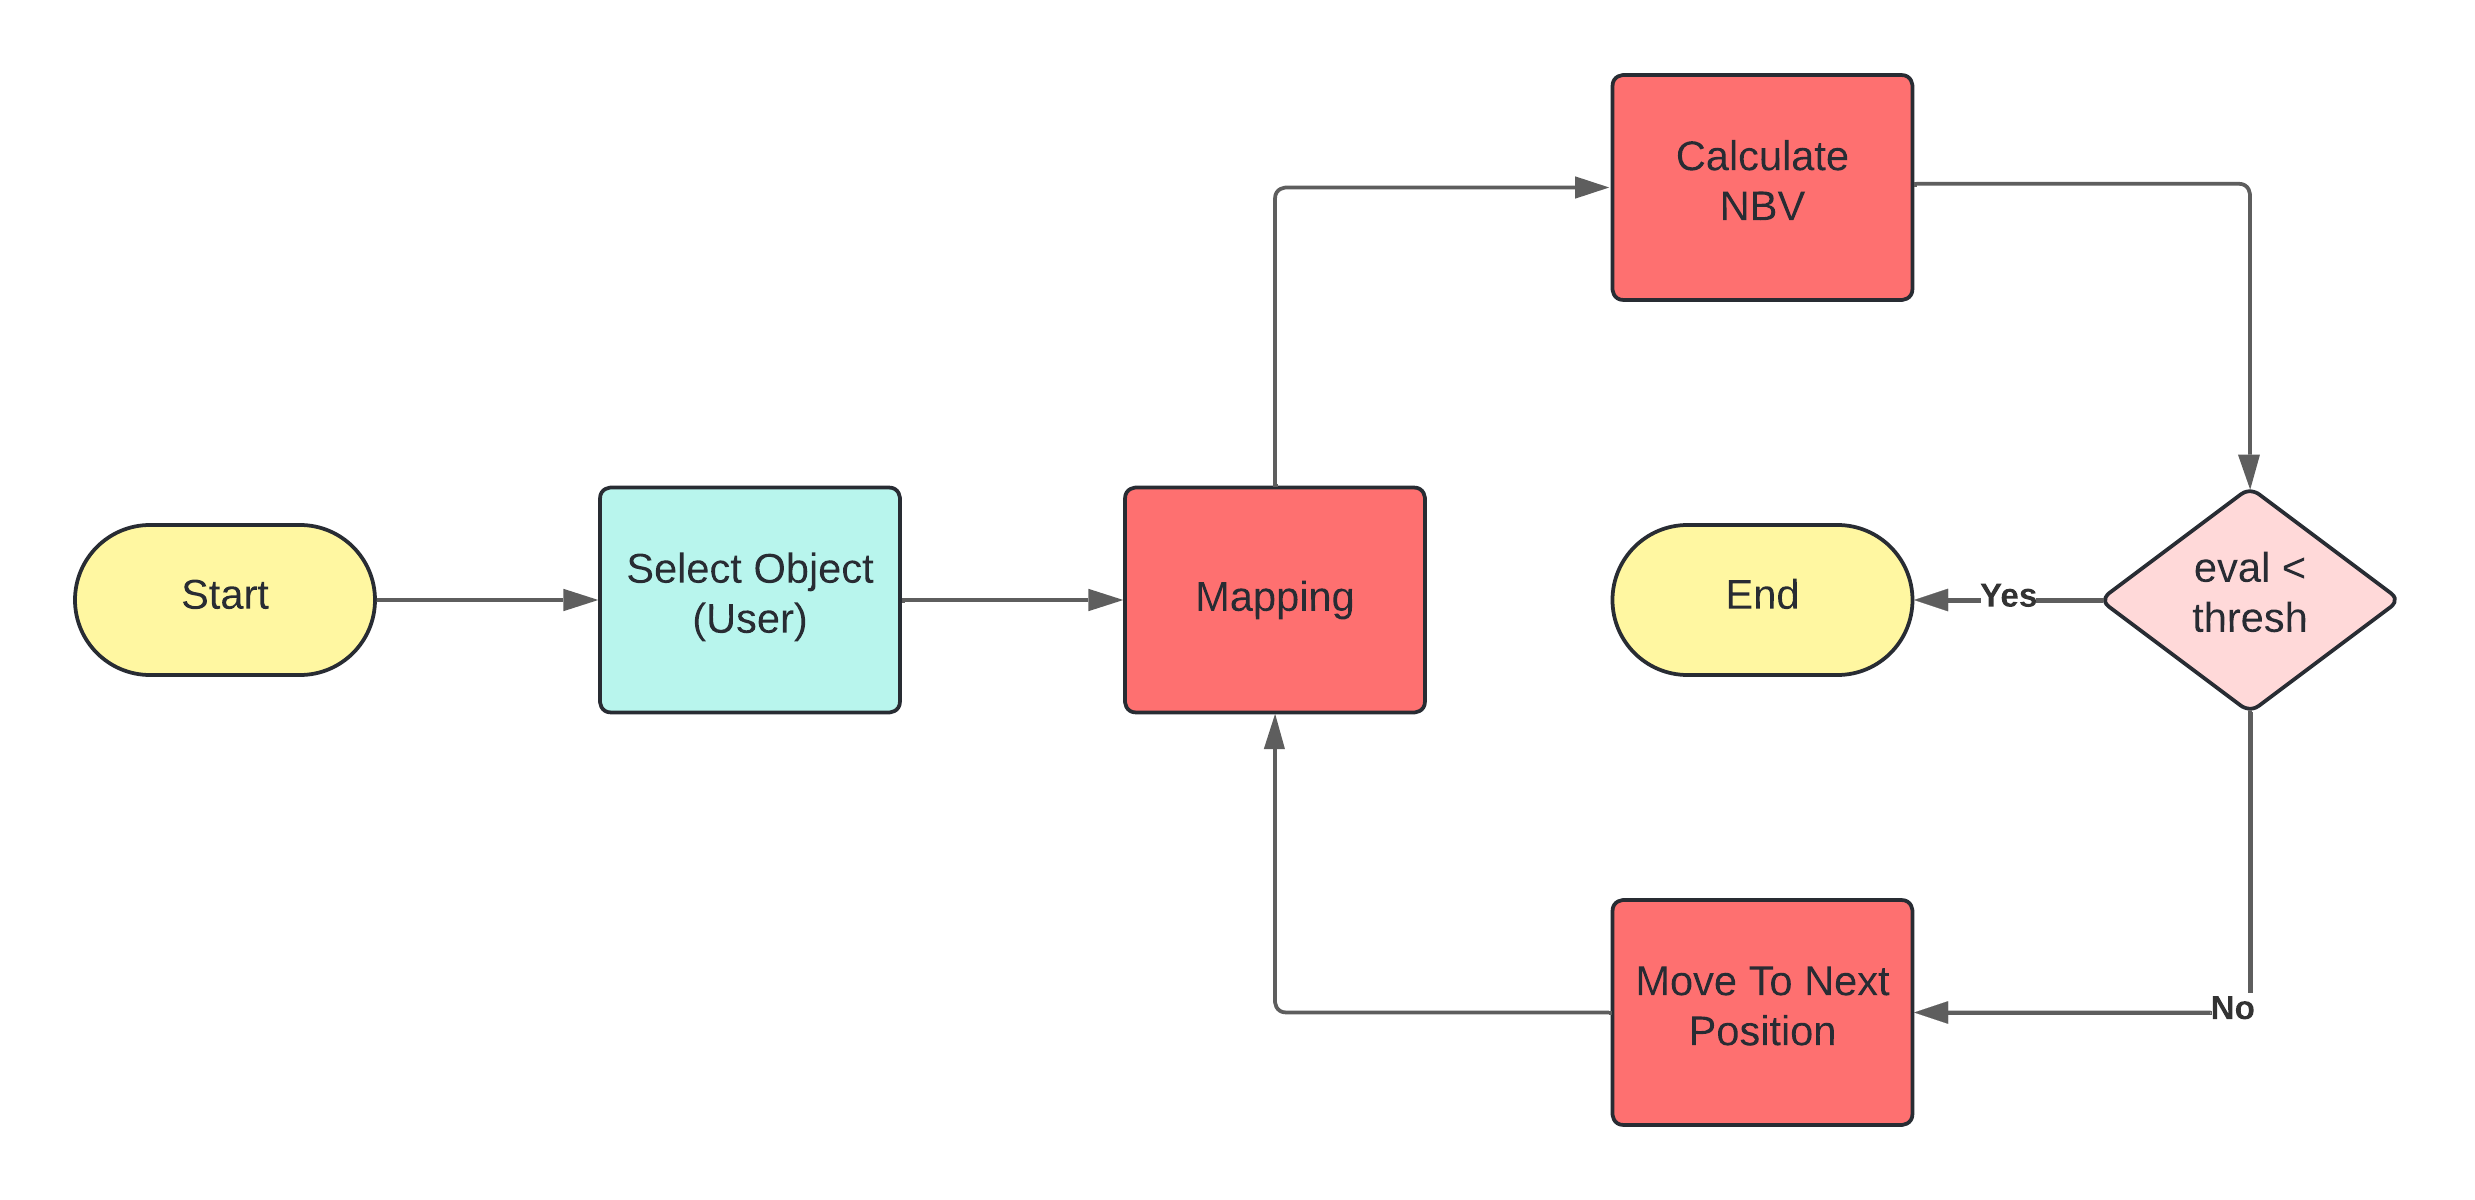 Start
Select Object
(User)
Mapping
Calculate
NBV
eval <
thresh
Yes
End
No
Move To Next
Position